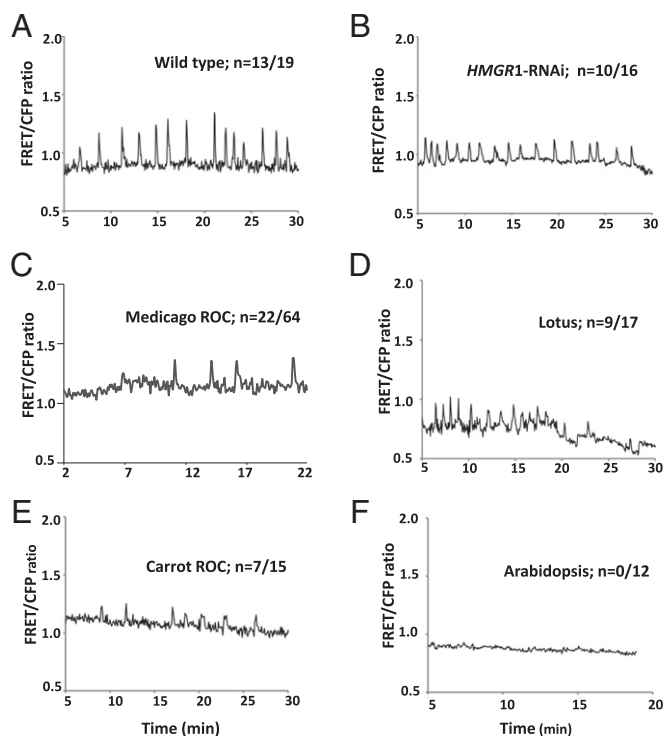 A
FRET/CFP ratio
2.0
1.5
1.0
0.5
Wild type; n=13/19
5 10 15 20 25 30
B
FRET/CFP ratio
2.0
1.5
1.0
0.5
HMGR1-RNAi; n=10/16
5 10 15 20 25 30
C
FRET/CFP ratio
2.0
1.5
1.0
0.5
Medicago ROC; n=22/64
2 7 12 17 22
D
FRET/CFP ratio
2.0
1.5
1.0
0.5
Lotus; n=9/17
5 10 15 20 25 30
E
FRET/CFP ratio
2.0
1.5
1.0
0.5
Carrot ROC; n=7/15
5 10 15 20 25 30
Time (min)
F
FRET/CFP ratio
2.0
1.5
1.0
0.5
Arabidopsis; n=0/12
5 10 15 20
Time (min)